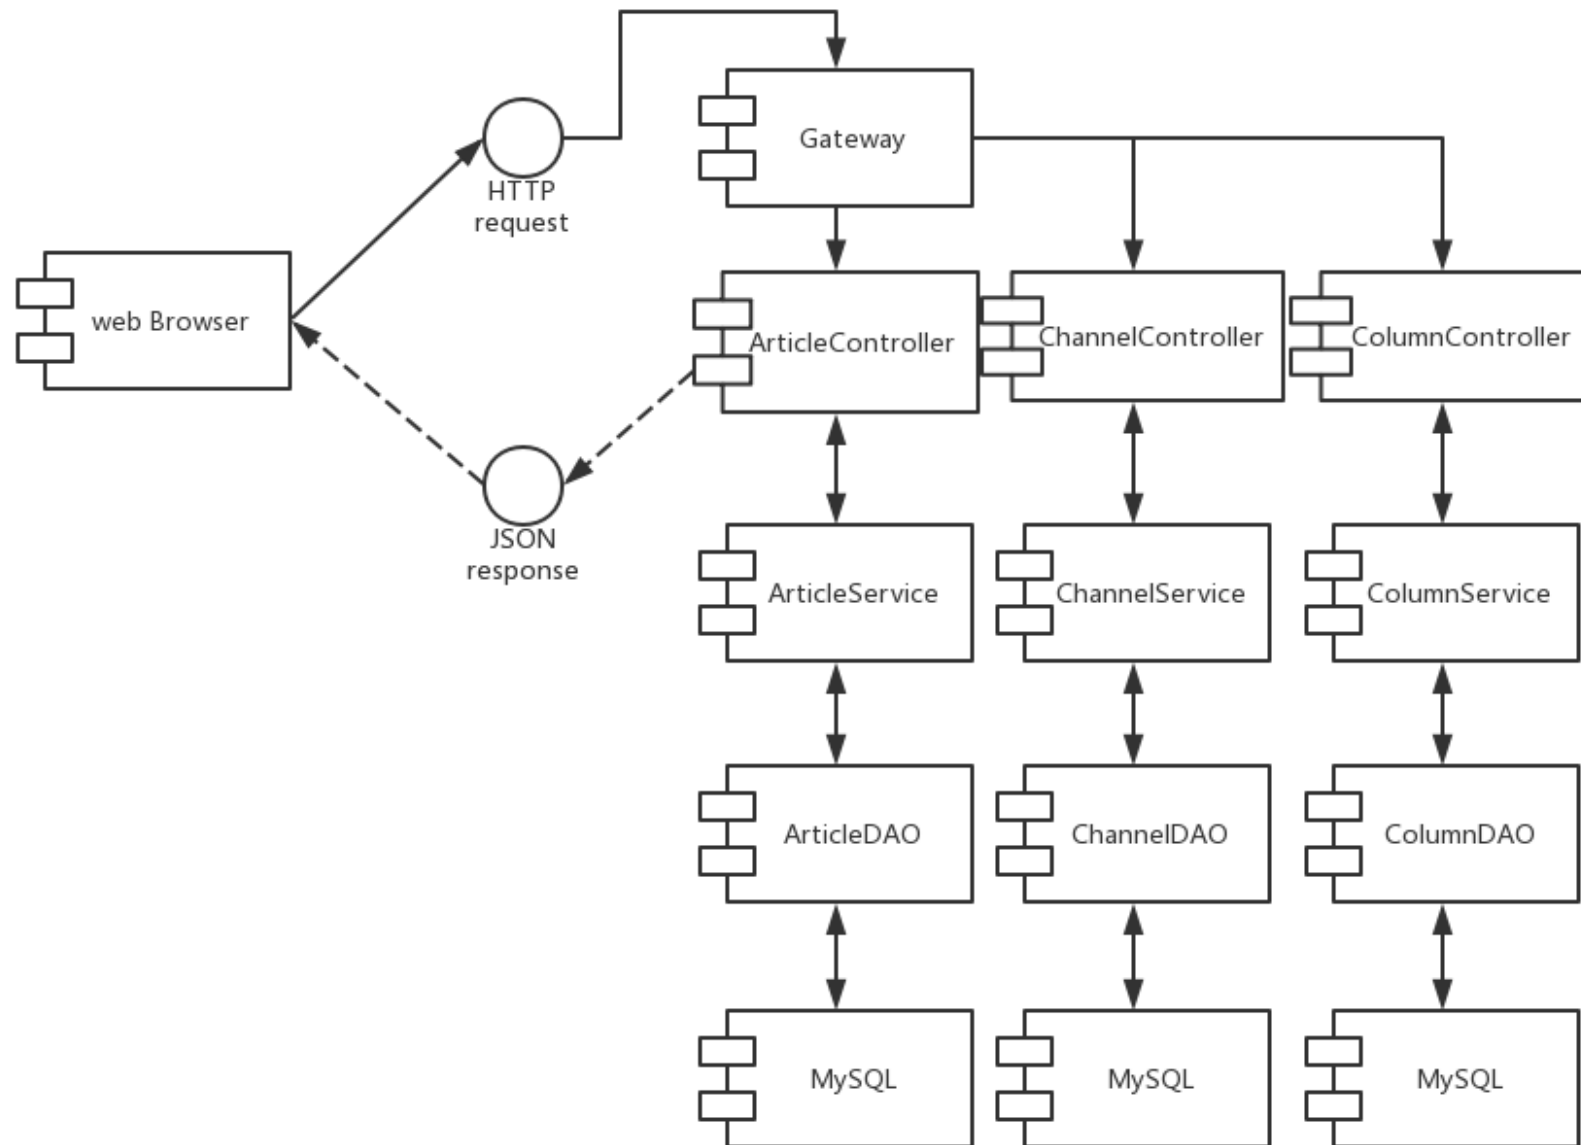 Gateway
HTTP
request
web Browser
ArticleController
ChannelController
ColumnController
JSON
response
ArticleService
ChannelService
ColumnService
ArticleDAO
ChannelDAO
ColumnDAO
MySQL
MySQL
MySQL